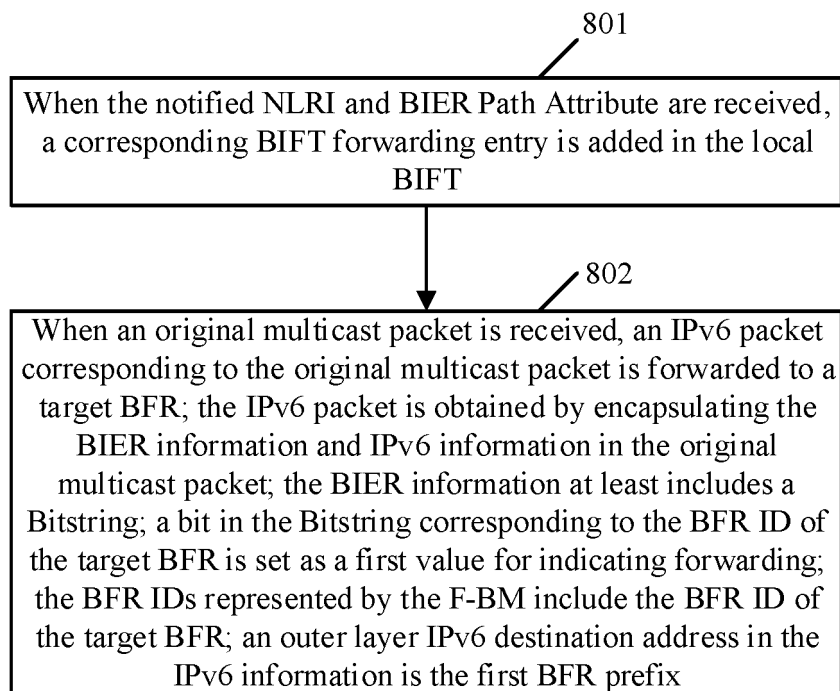 801
When the notified NLRI and BIER Path Attribute are received,
a corresponding BIFT forwarding entry is added in the local
BIFT
802
When an original multicast packet is received, an IPv6 packet
corresponding to the original multicast packet is forwarded to a
target BFR; the IPv6 packet is obtained by encapsulating the
BIER information and IPv6 information in the original
multicast packet; the BIER information at least includes a
Bitstring; a bit in the Bitstring corresponding to the BFR ID of
the target BFR is set as a first value for indicating forwarding;
the BFR IDs represented by the F-BM include the BFR ID of
the target BFR; an outer layer IPv6 destination address in the
IPv6 information is the first BFR prefix